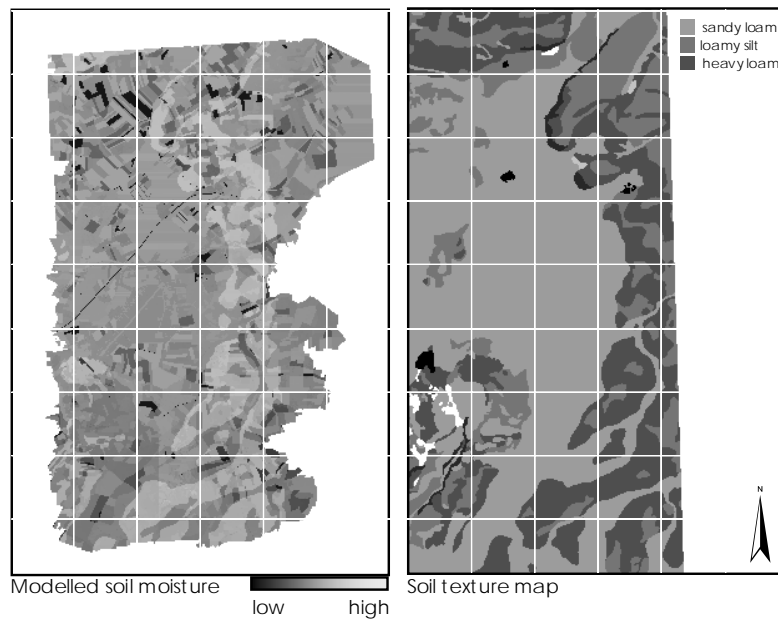 sandy loam
loamy silt
heavy loam
N
Modelled soil moisture
low high
Soil texture map